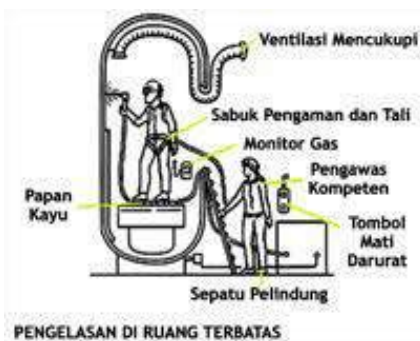 Ventilasi Mencukupi
Sabuk Pengaman dan Tali
Monitor Gas
Pengawas
Kompeten
Papan
Kayu
Tombol
Mati
Darurat
Sepatu Pelindung
PENGELASAN DI RUANG TERBATAS